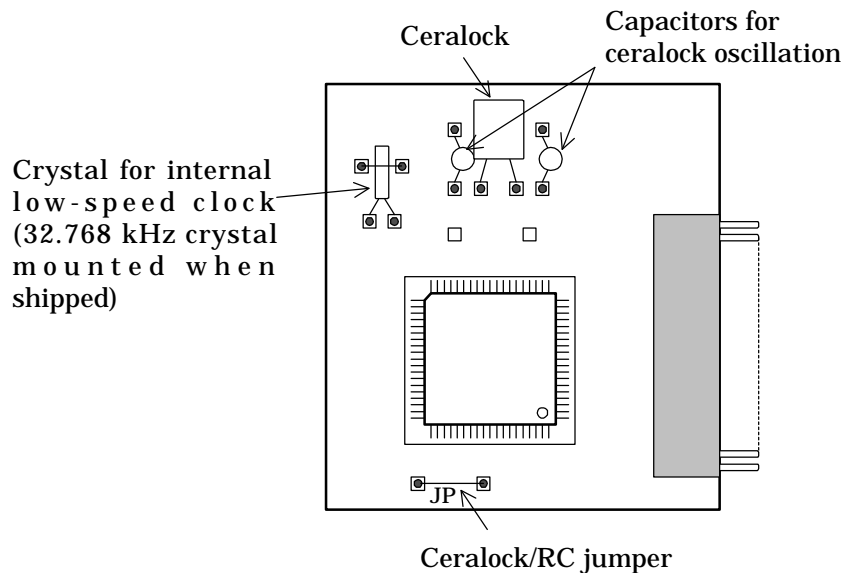 Ceralock
Capacitors for
ceralock oscillation
Crystal for internal
low-speed clock
(32.768 kHz crystal
mounted when
shipped)
JP
Ceralock/RC jumper